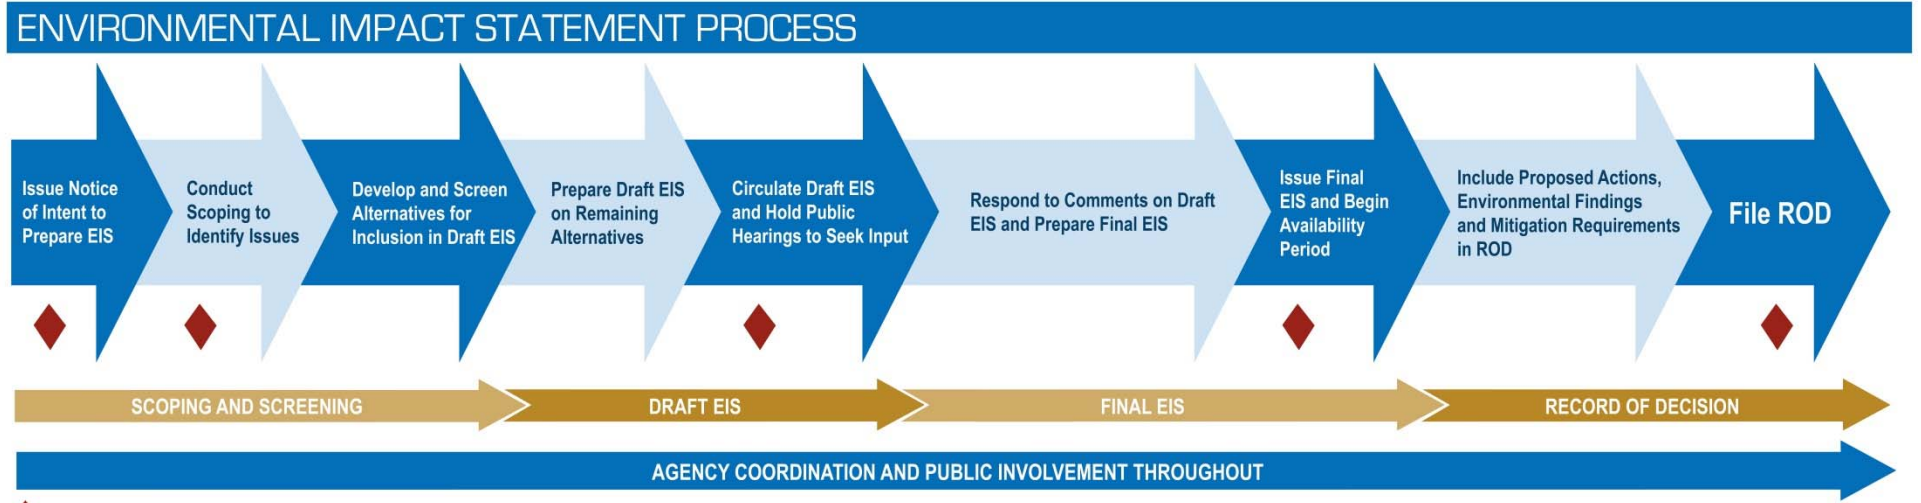 ENVIRONMENTAL IMPACT STATEMENT PROCESS
Issue Notice
of Intent to
Prepare EIS
Conduct
Scoping to
Identify Issues
Develop and Screen
Alternatives for
Inclusion in Draft EIS
Prepare Draft EIS
on Remaining
Alternatives
Circulate Draft EIS
and Hold Public
Hearings to Seek Input
Respond to Comments on Draft
EIS and Prepare Final EIS
Issue Final
EIS and Begin
Availability
Period
Include Proposed Actions,
Environmental Findings
and Mitigation Requirements
in ROD
File ROD
SCOPING AND SCREENING
DRAFT EIS
FINAL EIS
RECORD OF DECISION
AGENCY COORDINATION AND PUBLIC INVOLVEMENT THROUGHOUT